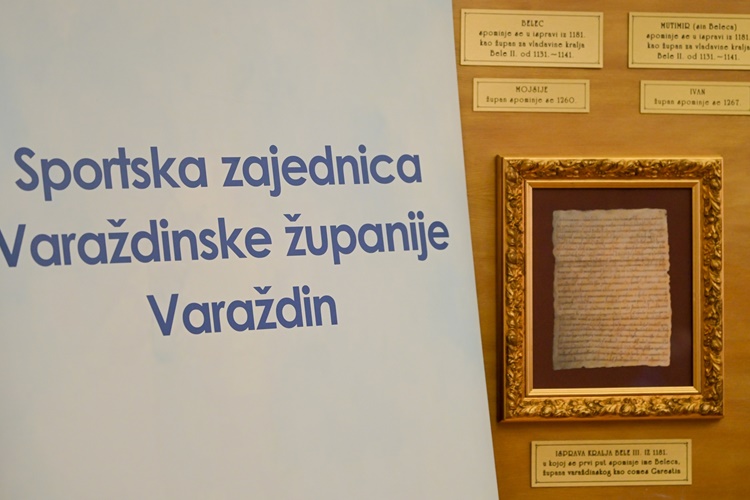 Sportska zajednica
Varaždinske županije
Varaždin
BELEC
spominje se u ispravi iz 1181.
kao župan za vladavine kralja
Bele II. od 1131.—1141.
MUTIMIR (sin Beleca)
spominje se u ispravi iz 1181.
kao župan za vladavine kralja
Bele II. od 1131.—1141.
MOJSIJE
župan spominje se 1260.
IVAN
župan spominje se 1267.
ISPRAVA KRALJA BELE III. IZ 1181.
u kojoj se prvi put spominje ime Beleca,
župana varaždinskog kao comes Garestis